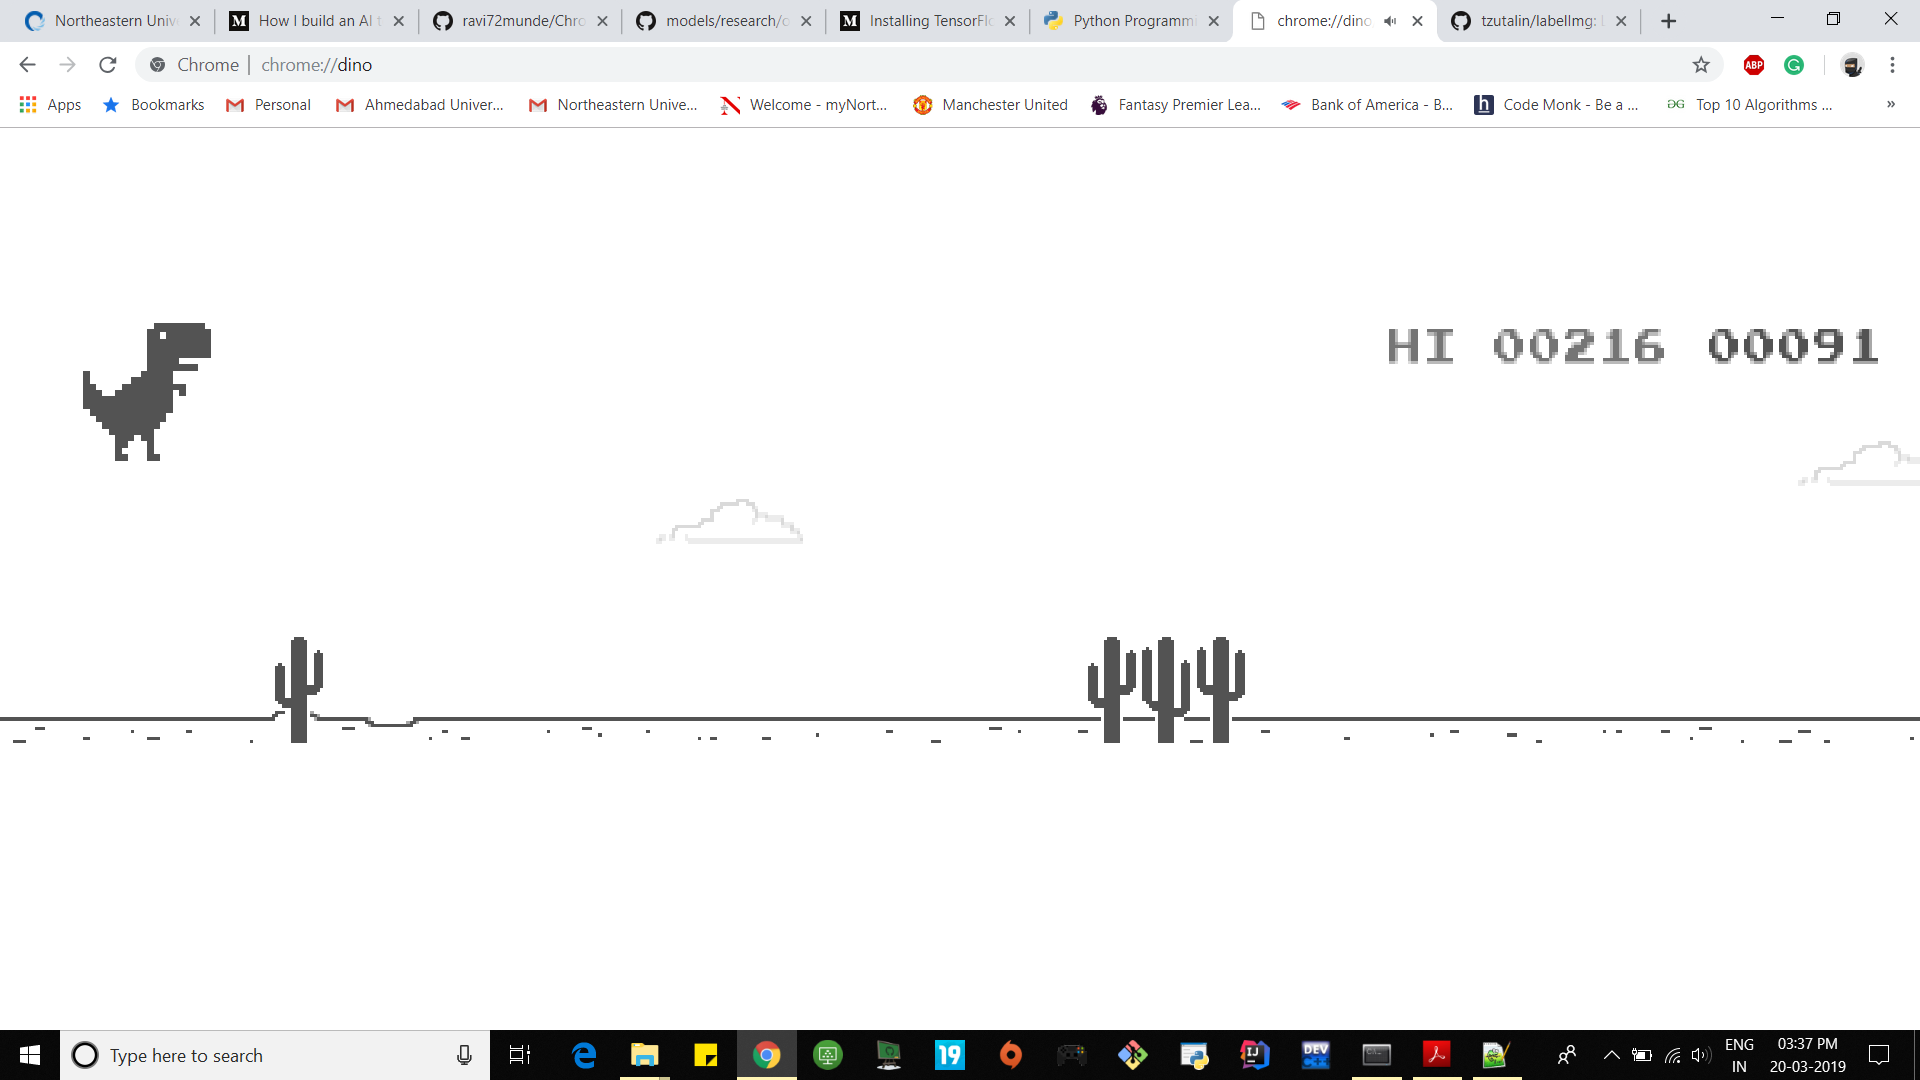 Northeastern Univ
How I build an AI t
ravi72munde/Chro
models/research/o
Installing TensorFlo
Python Programmi
chrome://dino
tzutalin/labelImg: L
Chrome | chrome://dino
ABP
Apps
Bookmarks
Personal
Ahmedabad Univer...
Northeastern Unive...
Welcome - myNort...
Manchester United
Fantasy Premier Lea...
Bank of America - B...
Code Monk - Be a ...
Top 10 Algorithms ...
»
HI 00216 00091
Type here to search
19
IJ
DEV
ENG
IN
03:37 PM
20-03-2019